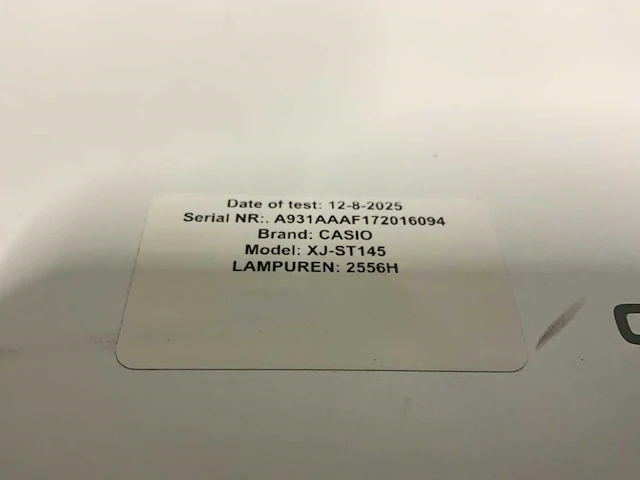 Date of test: 12-8-2025
Serial NR:. A931AAAF172016094
Brand: CASIO
Model: XJ-ST145
LAMPUREN: 2556H